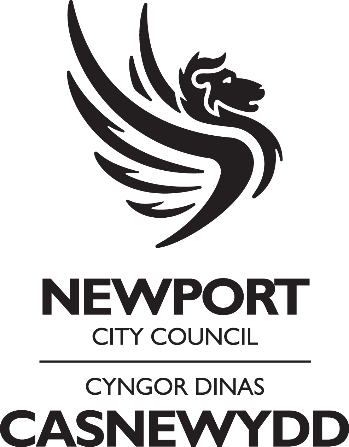 NEWPORT
CITY COUNCIL
CYNGOR DINAS
CASNEWYDD